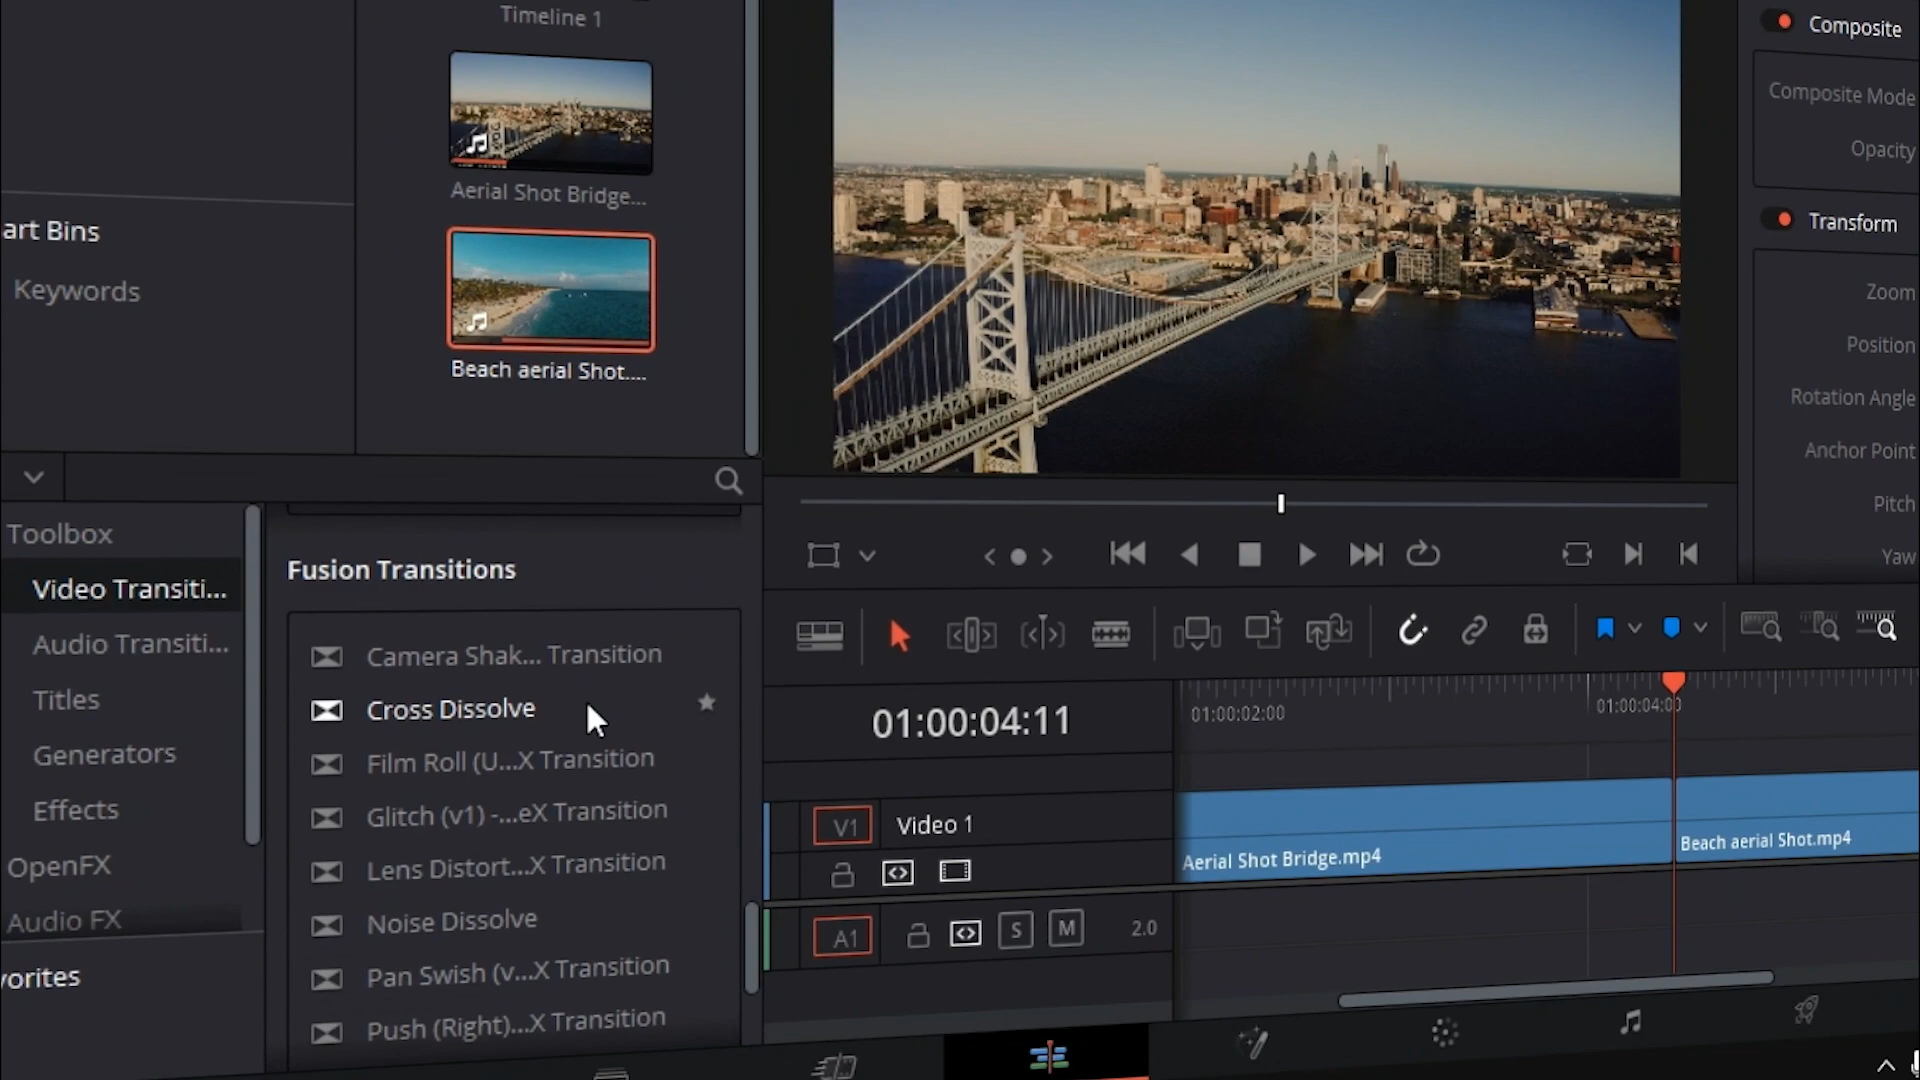 Timeline 1
Aerial Shot Bridge...
Beach aerial Shot....
art Bins
Keywords
Composite
Composite Mode
Opacity
Transform
Zoom
Position
Rotation Angle
Anchor Point
Pitch
Yaw
Toolbox
Video Transiti...
Audio Transiti...
Titles
Generators
Effects
OpenFX
Audio FX
vorites
Fusion Transitions
Camera Shak... Transition
Cross Dissolve
Film Roll (U...X Transition
Glitch (v1) -...eX Transition
Lens Distort...X Transition
Noise Dissolve
Pan Swish (v...X Transition
Push (Right)...X Transition
01:00:04:11
01:00:02:00
01:00:04:00
V1
Video 1
Aerial Shot Bridge.mp4
Beach aerial Shot.mp4
A1
S
M
2.0